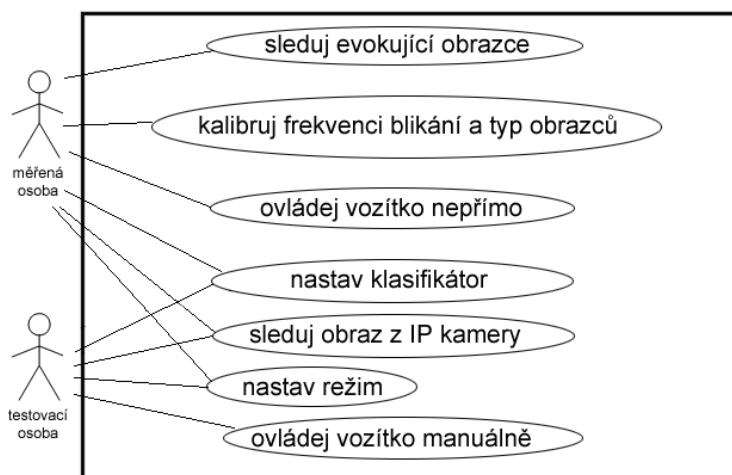 sleduj evokující obrazce
kalibruj frekvenci blikání a typ obrazců
měřená
osoba
ovládej vozítko nepřímo
nastav klasifikátor
sleduj obraz z IP kamery
nastav režim
testovací
osoba
ovládej vozítko manuálně